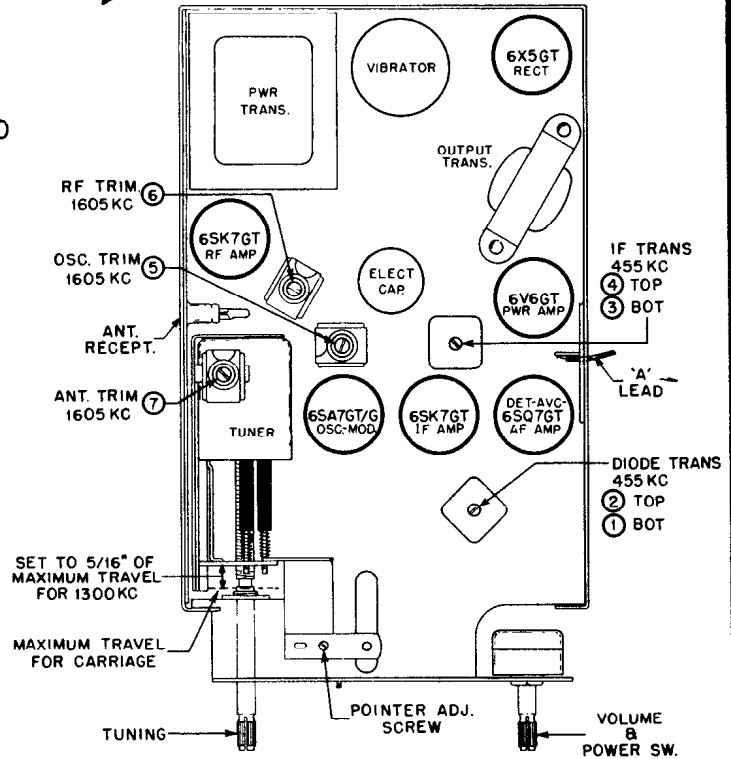 PWR
TRANS.
VIBRATOR
6X5GT
RECT
OUTPUT
TRANS.
O
RF TRIM.
1605 KC
6
6SK7GT
RF AMP
OSC. TRIM
1605 KC
5
ELECT
CAP.
6V6GT
PWR AMP
IF TRANS
455 KC
4 TOP
3 BOT
ANT.
RECEPT.
'A'
LEAD
ANT. TRIM
1605 KC
7
TUNER
6SA7GT/G
OSC.-MOD.
6SK7GT
IF AMP
DET-AVC-
6SQ7GT
AF AMP
DIODE TRANS
455 KC
2 TOP
1 BOT
SET TO 5/16" OF
MAXIMUM TRAVEL
FOR 1300KC
MAXIMUM TRAVEL
FOR CARRIAGE
TUNING
POINTER ADJ.
SCREW
VOLUME
&
POWER SW.